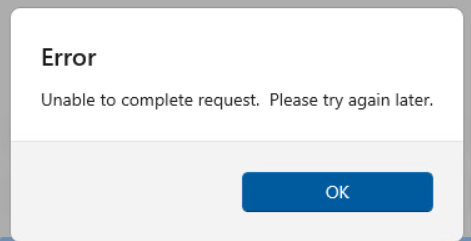 Error
Unable to complete request.  Please try again later.
OK